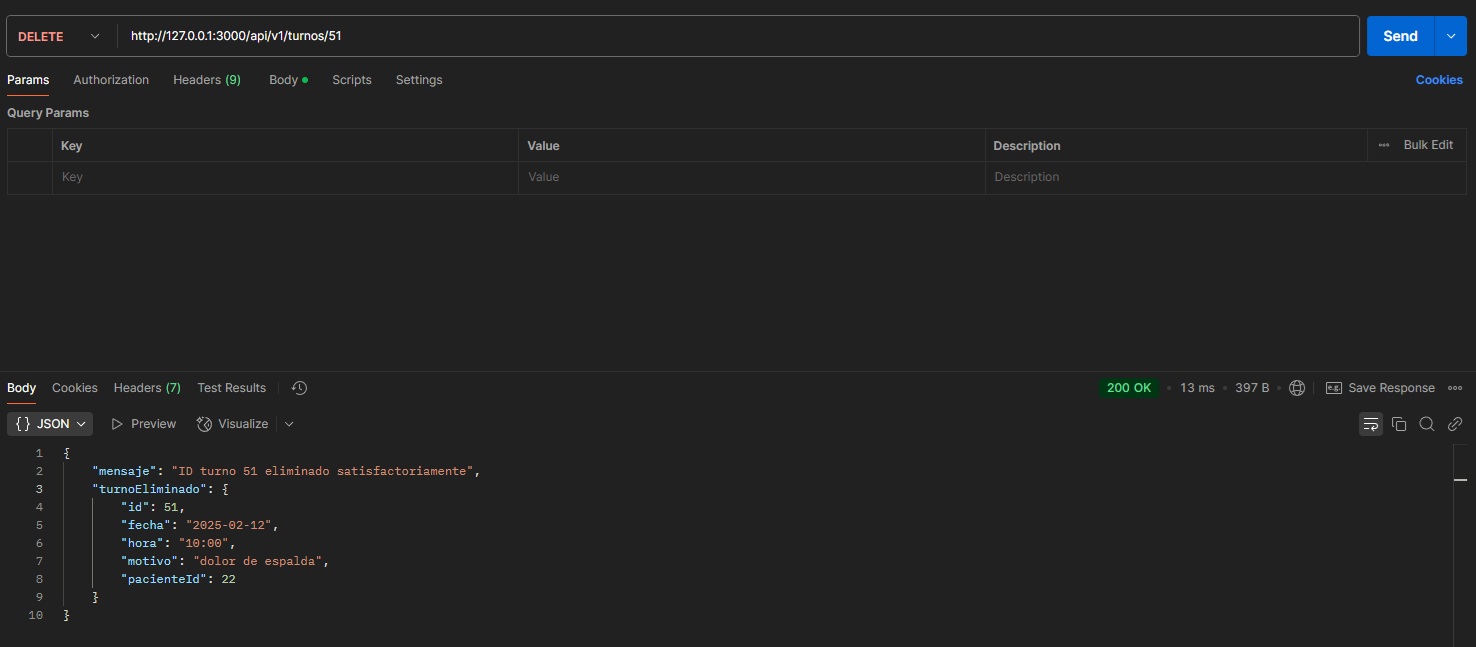 DELETE http://127.0.0.1:3000/api/v1/turnos/51 Send
Params Authorization Headers (9) Body Scripts Settings Cookies
Query Params
Key Value Description Bulk Edit
Key Value Description
Body Cookies Headers (7) Test Results 200 OK 13 ms 397 B e.g. Save Response
{} JSON Preview Visualize
1 {
2 "mensaje": "ID turno 51 eliminado satisfactoriamente",
3 "turnoEliminado": {
4 "id": 51,
5 "fecha": "2025-02-12",
6 "hora": "10:00",
7 "motivo": "dolor de espalda",
8 "pacienteId": 22
9 }
10 }